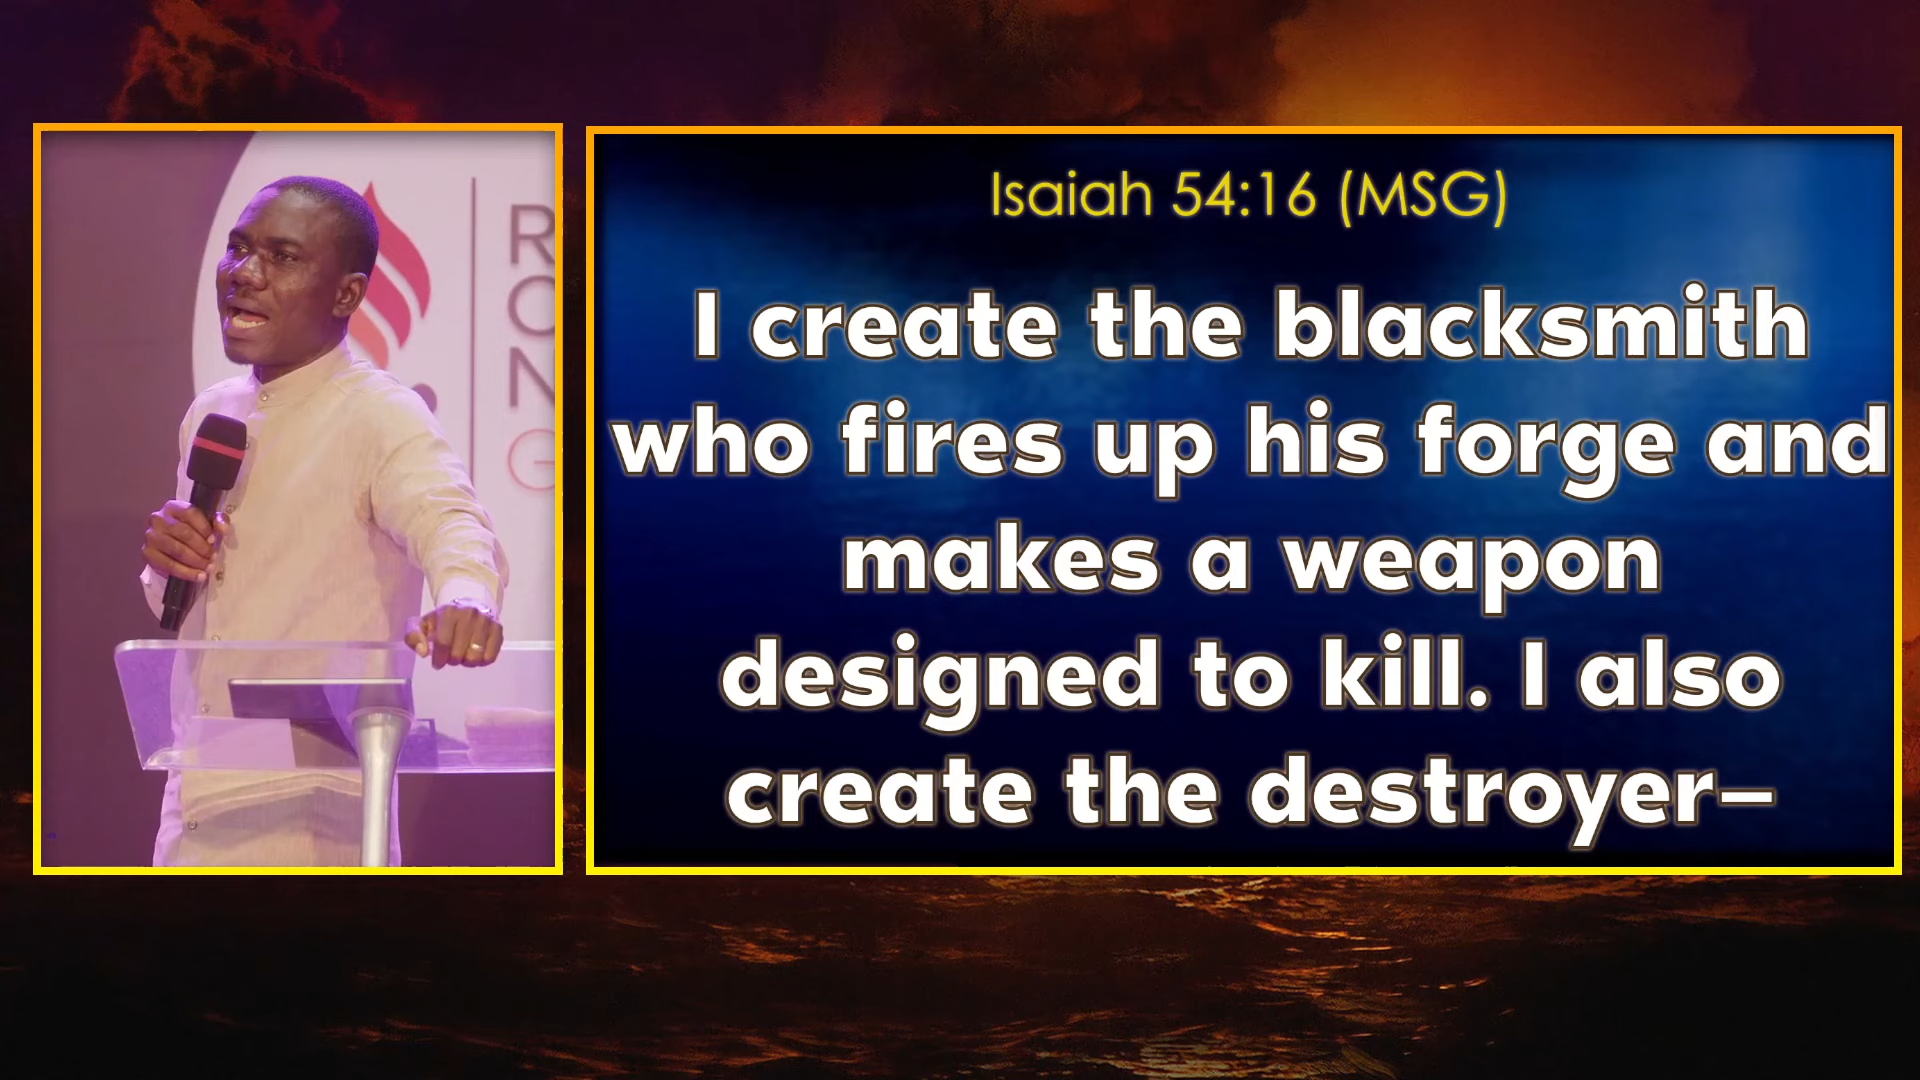 R
O
N
G
Isaiah 54:16 (MSG)
I create the blacksmith
who fires up his forge and
makes a weapon
designed to kill. I also
create the destroyer–